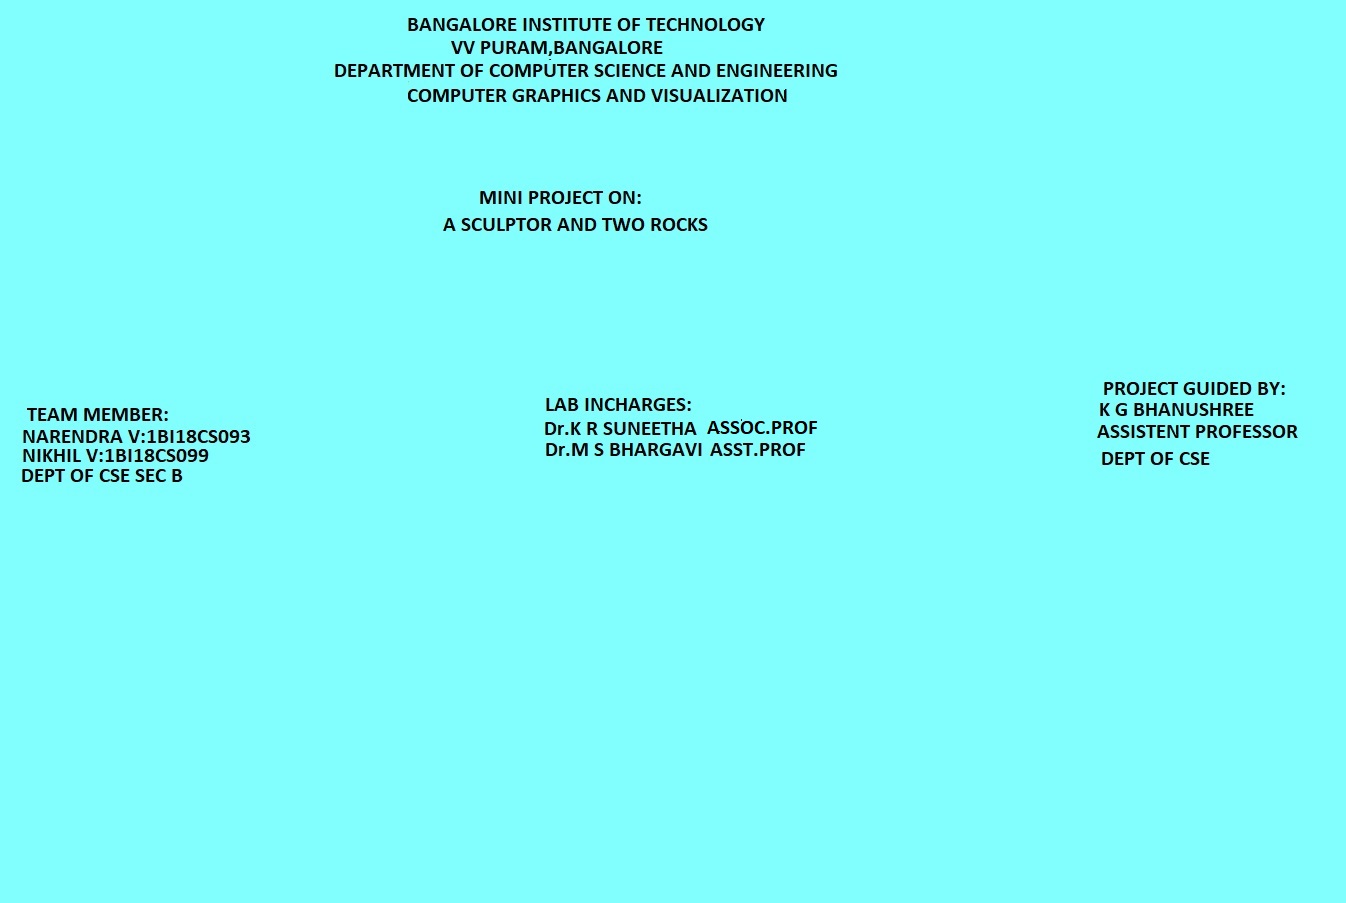 BANGALORE INSTITUTE OF TECHNOLOGY
VV PURAM,BANGALORE
DEPARTMENT OF COMPUTER SCIENCE AND ENGINEERING
COMPUTER GRAPHICS AND VISUALIZATION
MINI PROJECT ON:
A SCULPTOR AND TWO ROCKS
TEAM MEMBER:
NARENDRA V:1BI18CS093
NIKHIL V:1BI18CS099
DEPT OF CSE SEC B
LAB INCHARGES:
Dr.K R SUNEETHA ASSOC.PROF
Dr.M S BHARGAVI ASST.PROF
PROJECT GUIDED BY:
K G BHANUSHREE
ASSISTENT PROFESSOR
DEPT OF CSE